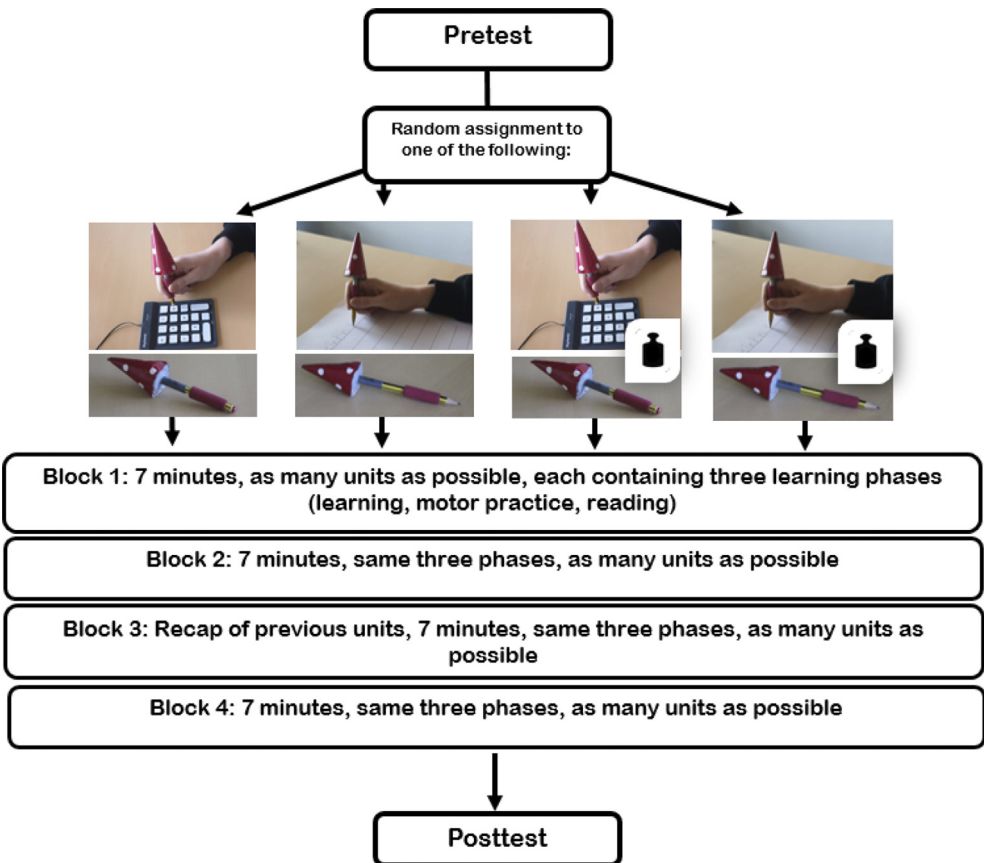 Pretest
Random assignment to
one of the following:
Block 1: 7 minutes, as many units as possible, each containing three learning phases
(learning, motor practice, reading)
Block 2: 7 minutes, same three phases, as many units as possible
Block 3: Recap of previous units, 7 minutes, same three phases, as many units as
possible
Block 4: 7 minutes, same three phases, as many units as possible
Posttest